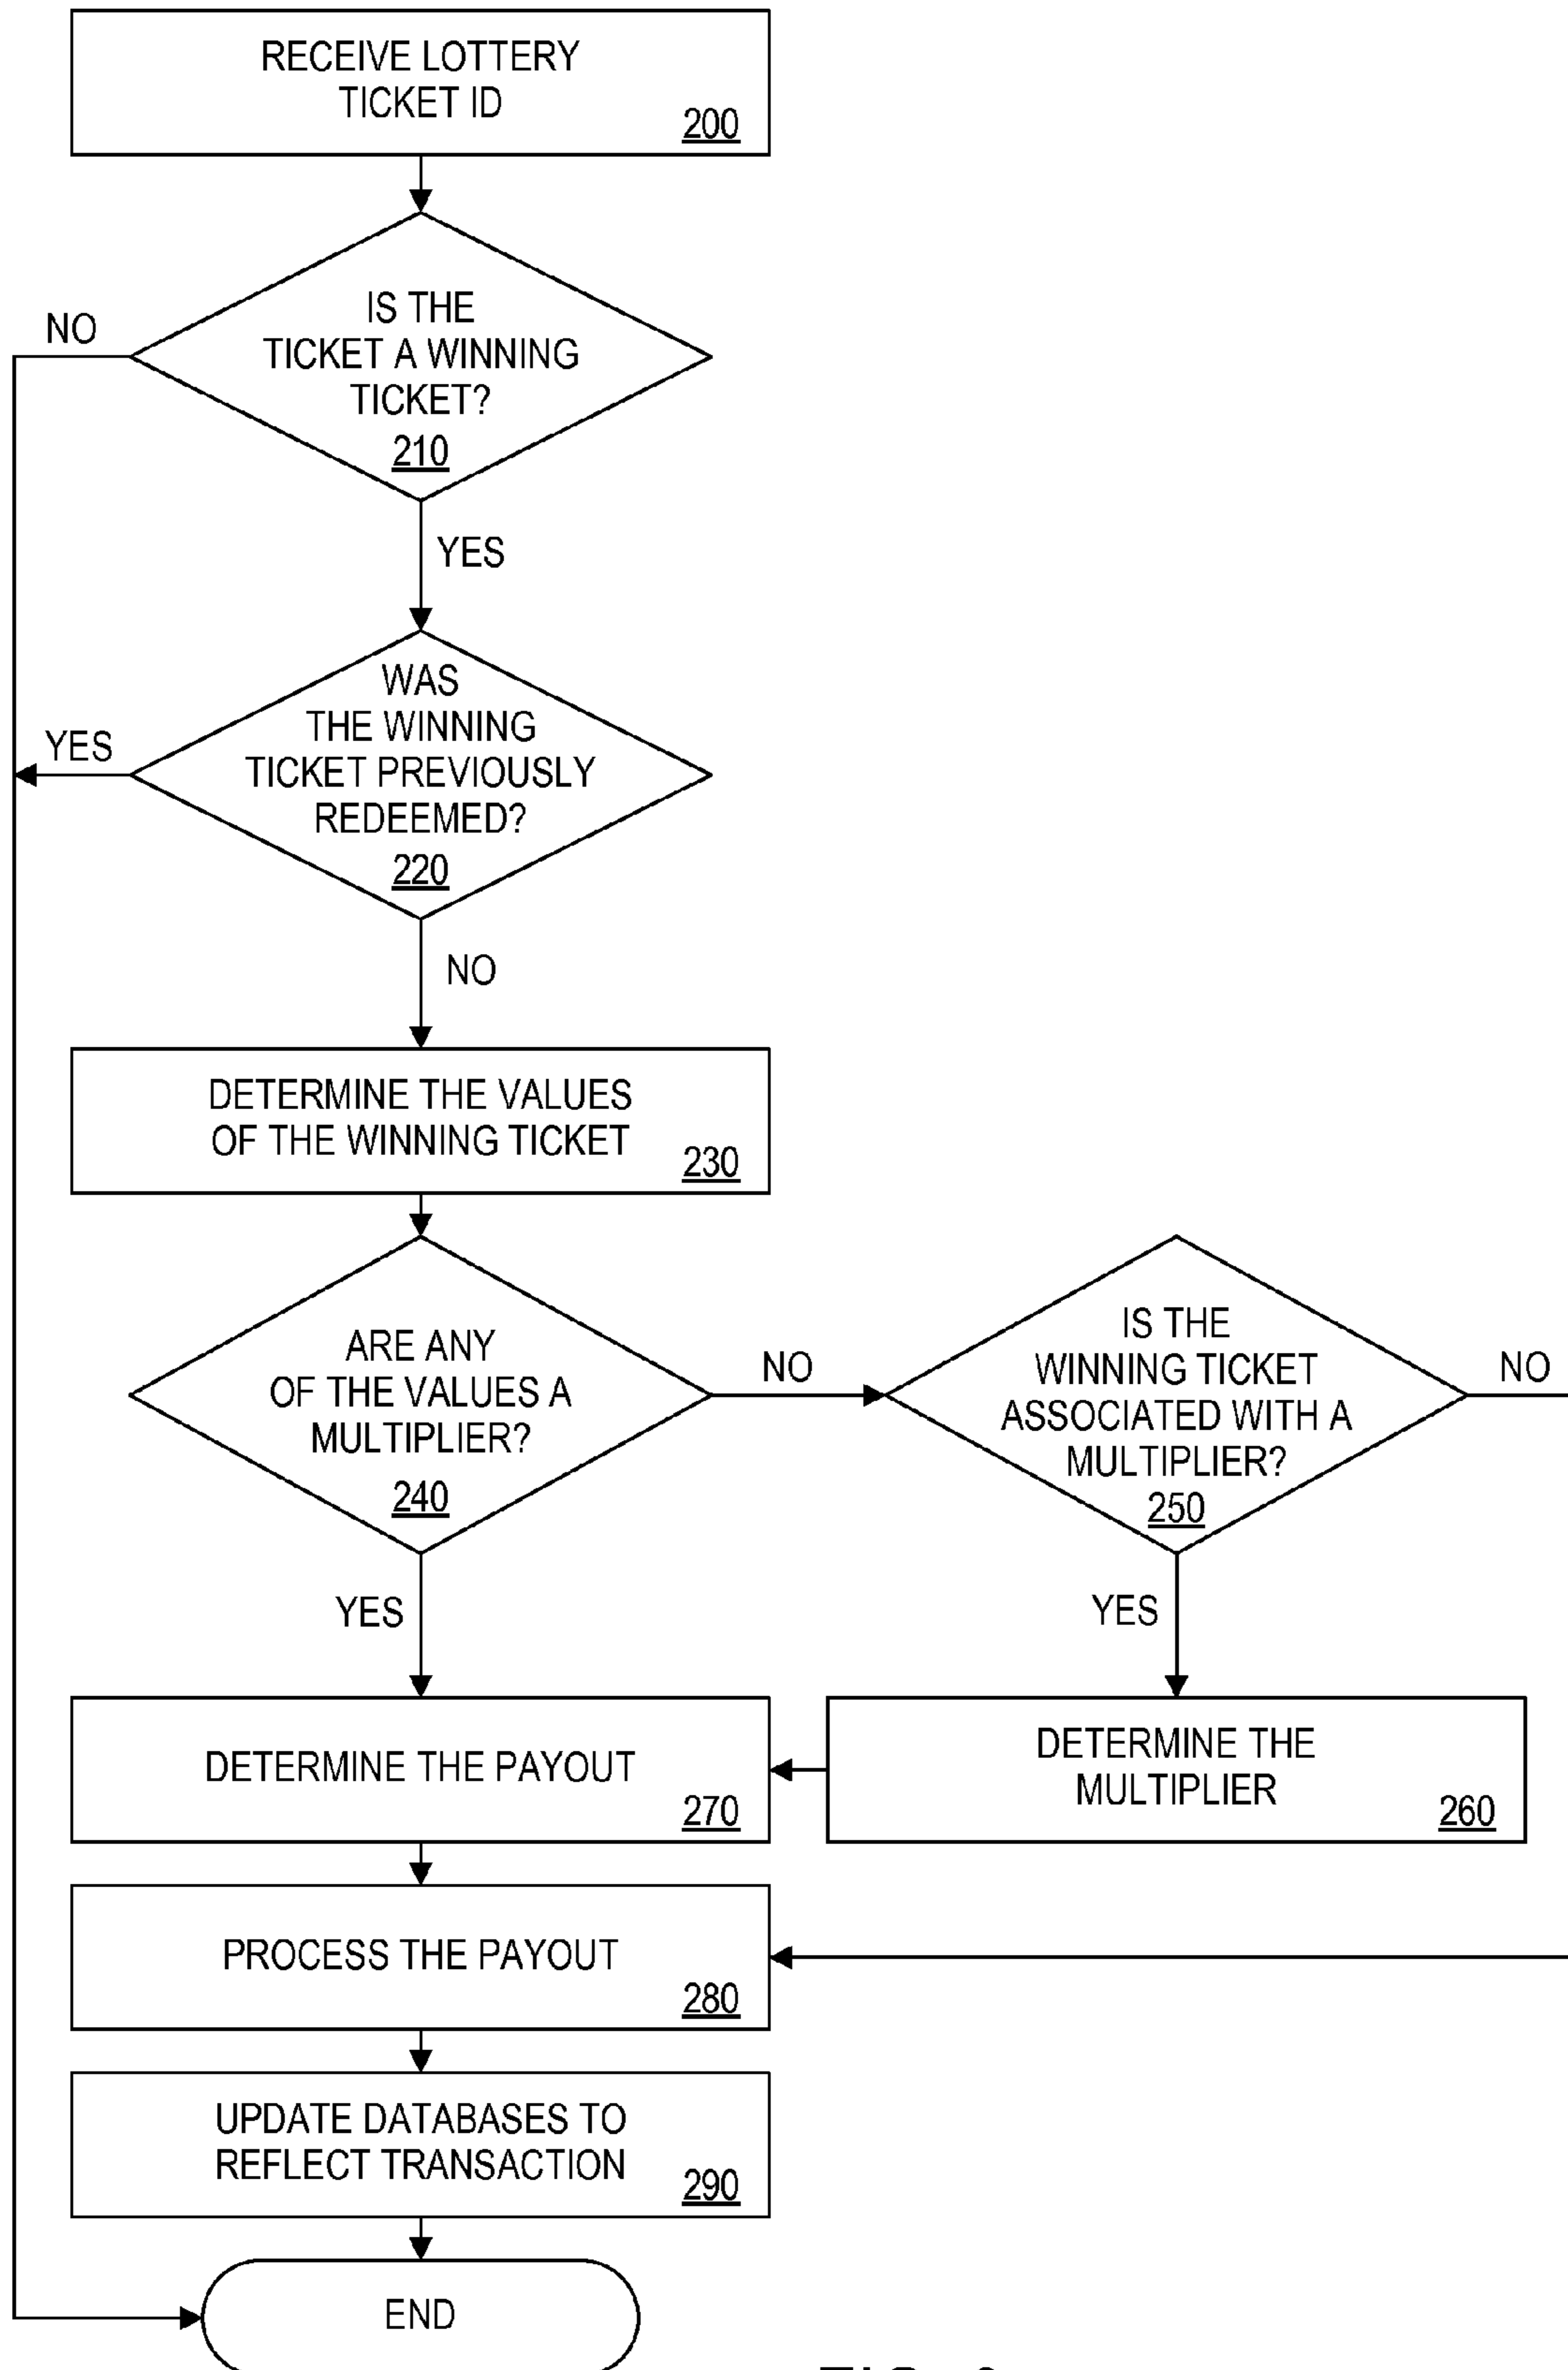 RECEIVE LOTTERY
TICKET ID
200
IS THE
TICKET A WINNING
TICKET?
210
NO
YES
WAS
THE WINNING
TICKET PREVIOUSLY
REDEEMED?
220
YES
NO
DETERMINE THE VALUES
OF THE WINNING TICKET
230
ARE ANY
OF THE VALUES A
MULTIPLIER?
240
NO
IS THE
WINNING TICKET
ASSOCIATED WITH A
MULTIPLIER?
250
NO
YES
YES
DETERMINE THE PAYOUT
270
DETERMINE THE
MULTIPLIER
260
PROCESS THE PAYOUT
280
UPDATE DATABASES TO
REFLECT TRANSACTION
290
END